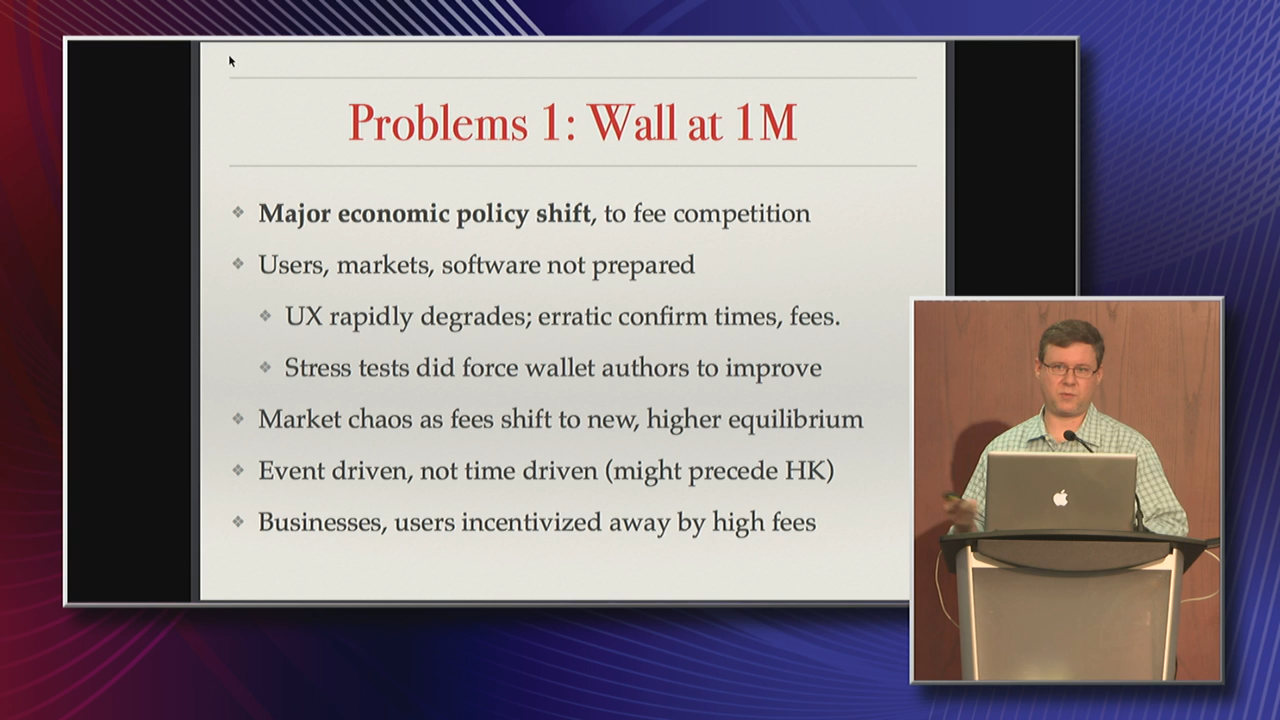 Problems 1: Wall at 1M
Major economic policy shift, to fee competition
Users, markets, software not prepared
UX rapidly degrades; erratic confirm times, fees.
Stress tests did force wallet authors to improve
Market chaos as fees shift to new, higher equilibrium
Event driven, not time driven (might precede HK)
Businesses, users incentivized away by high fees